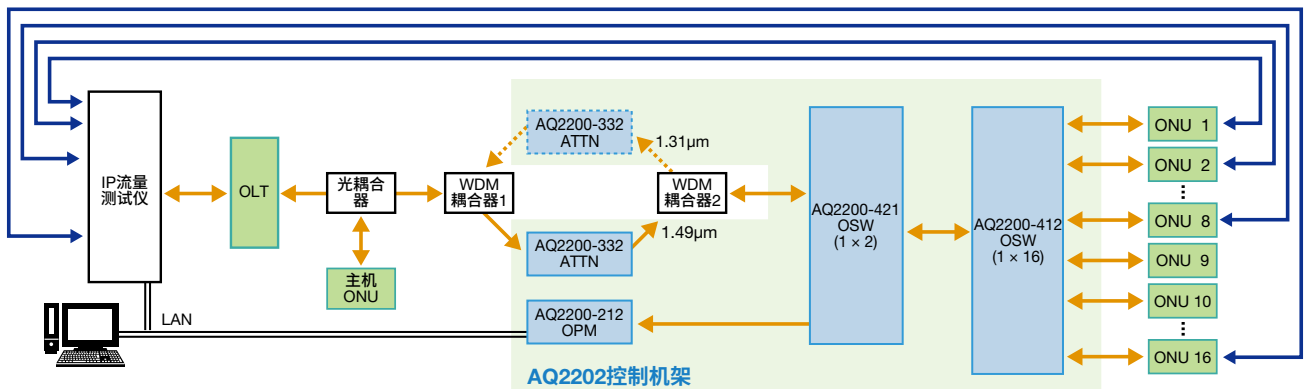 IP流量
测试仪
OLT
光耦合
器
主机
ONU
WDM
耦合器1
AQ2200-332
ATTN
1.31μm
WDM
耦合器2
1.49μm
AQ2200-332
ATTN
AQ2200-212
OPM
AQ2200-421
OSW
(1 × 2)
AQ2200-412
OSW
(1 × 16)
ONU 1
ONU 2
ONU 8
ONU 9
ONU 10
ONU 16
LAN
AQ2202控制机架